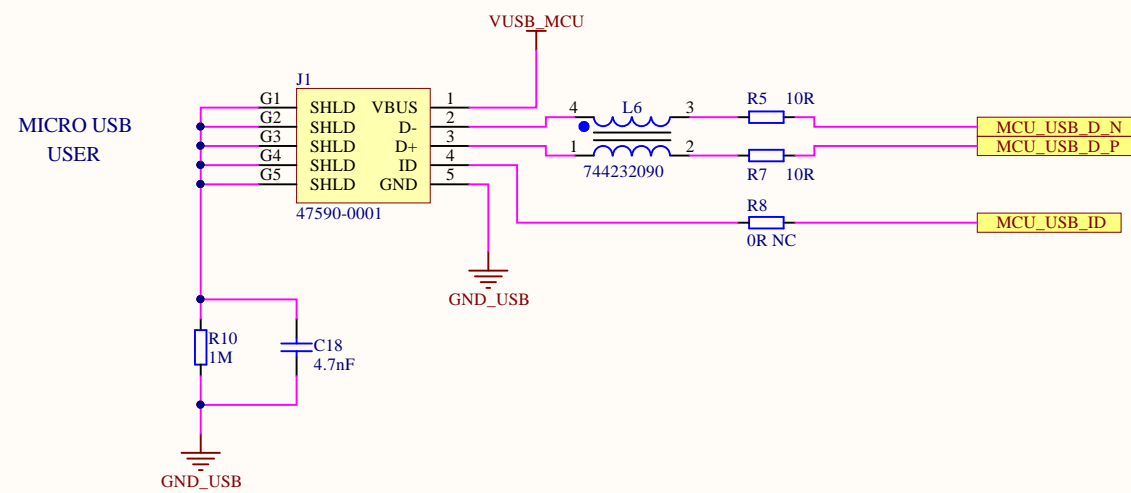 VUSB_MCU
J1
G1 SHLD VBUS 1
G2 SHLD D- 2
G3 SHLD D+ 3
G4 SHLD ID 4
G5 SHLD GND 5
47590-0001
MICRO USB
USER
4 L6 3
1 2
744232090
R5 10R
R7 10R
R8
0R NC
MCU_USB_D_N
MCU_USB_D_P
MCU_USB_ID
GND_USB
R10
1M
C18
4.7nF
GND_USB